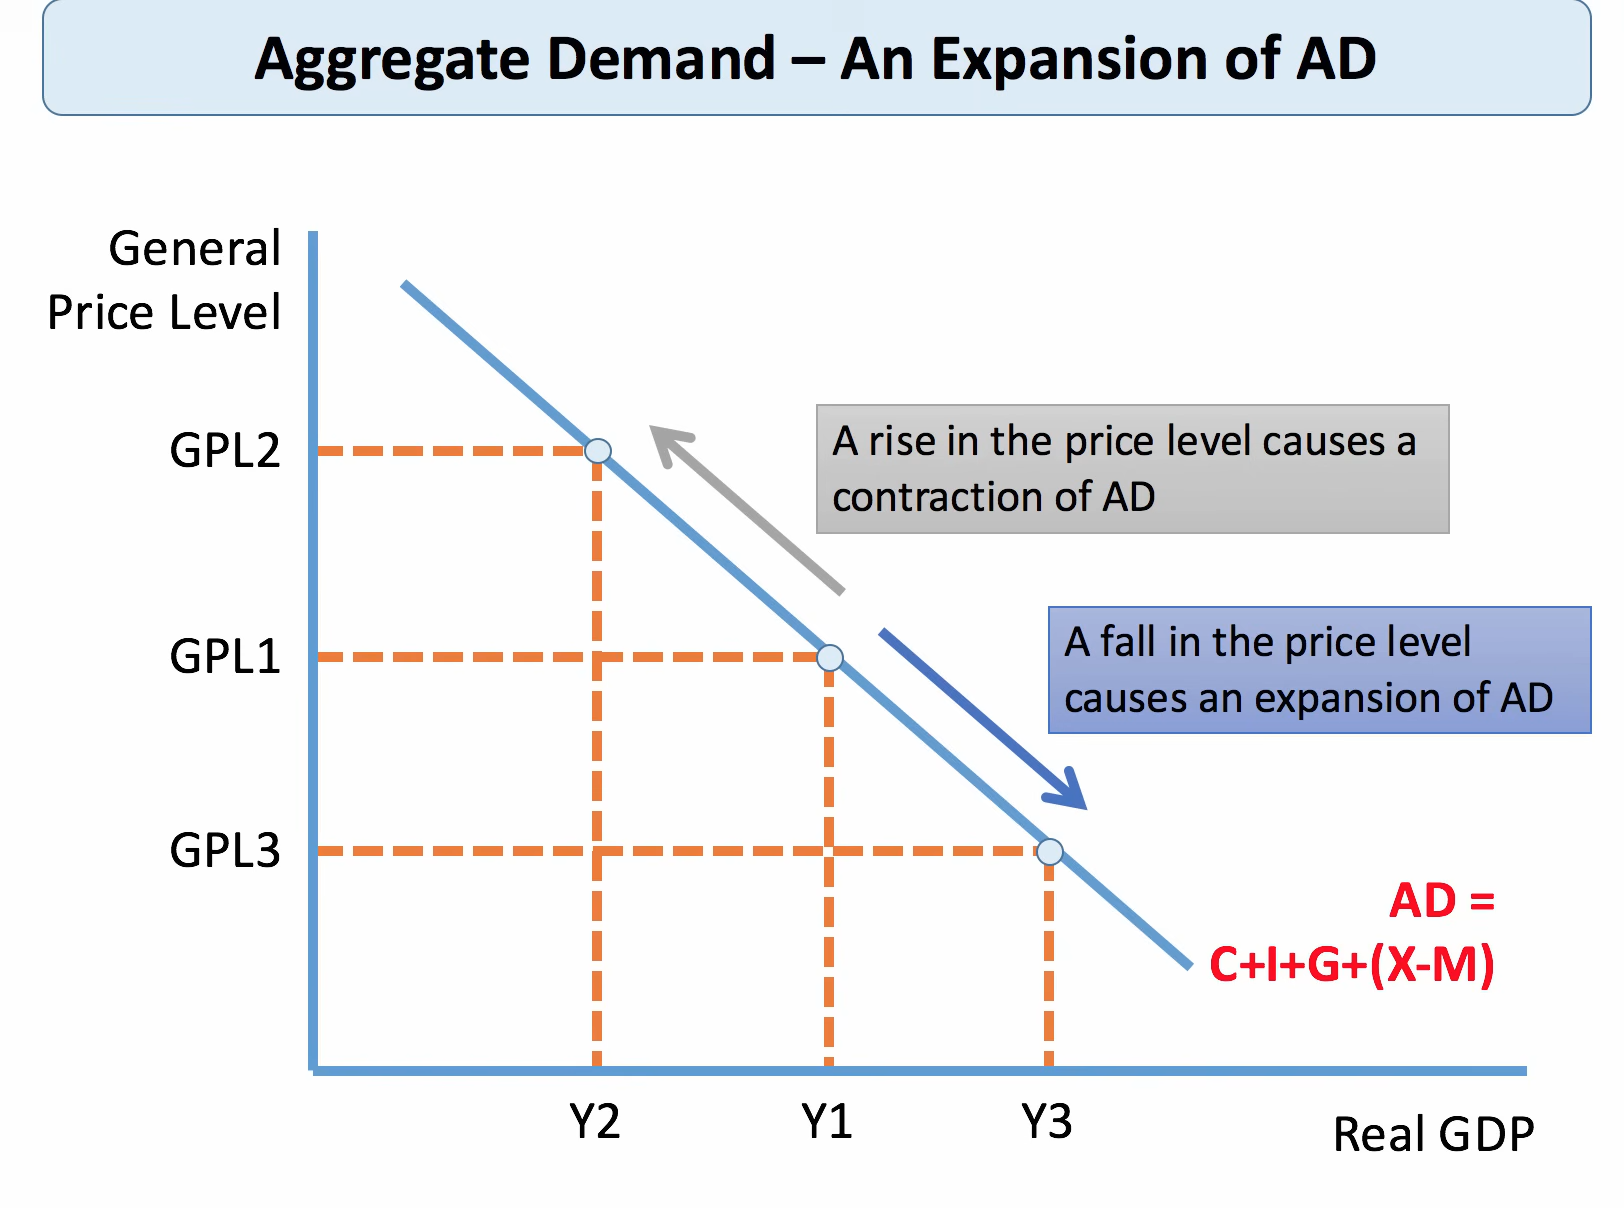 Aggregate Demand – An Expansion of AD
General
Price Level
GPL2
A rise in the price level causes a
contraction of AD
GPL1
A fall in the price level
causes an expansion of AD
GPL3
AD =
C+I+G+(X-M)
Y2
Y1
Y3
Real GDP